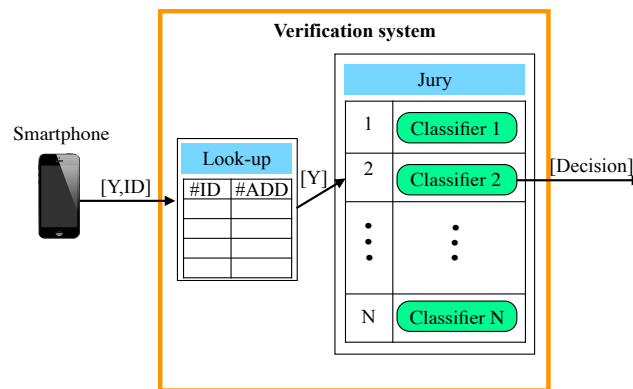 Verification system
Smartphone
[Y,ID]
Look-up
#ID #ADD
[Y]
Jury
1 Classifier 1
2 Classifier 2
N Classifier N
[Decision]